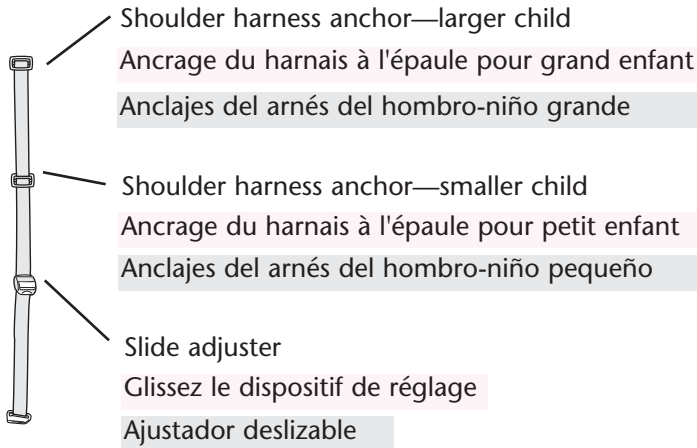 Shoulder harness anchor—larger child
Ancrage du harnais à l'épaule pour grand enfant
Anclajes del arnés del hombro-niño grande
Shoulder harness anchor—smaller child
Ancrage du harnais à l'épaule pour petit enfant
Anclajes del arnés del hombro-niño pequeño
Slide adjuster
Glissez le dispositif de réglage
Ajustador deslizable